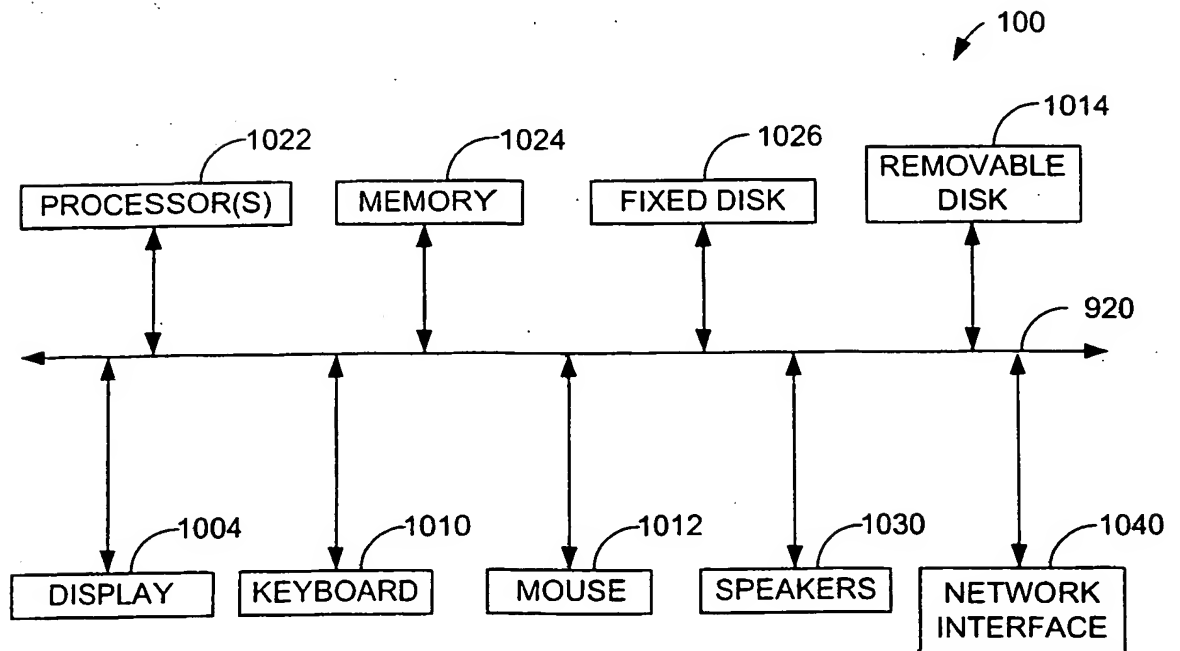 100
1022
1024
1026
1014
PROCESSOR(S)
MEMORY
FIXED DISK
REMOVABLE
DISK
920
1004
1010
1012
1030
1040
DISPLAY
KEYBOARD
MOUSE
SPEAKERS
NETWORK
INTERFACE